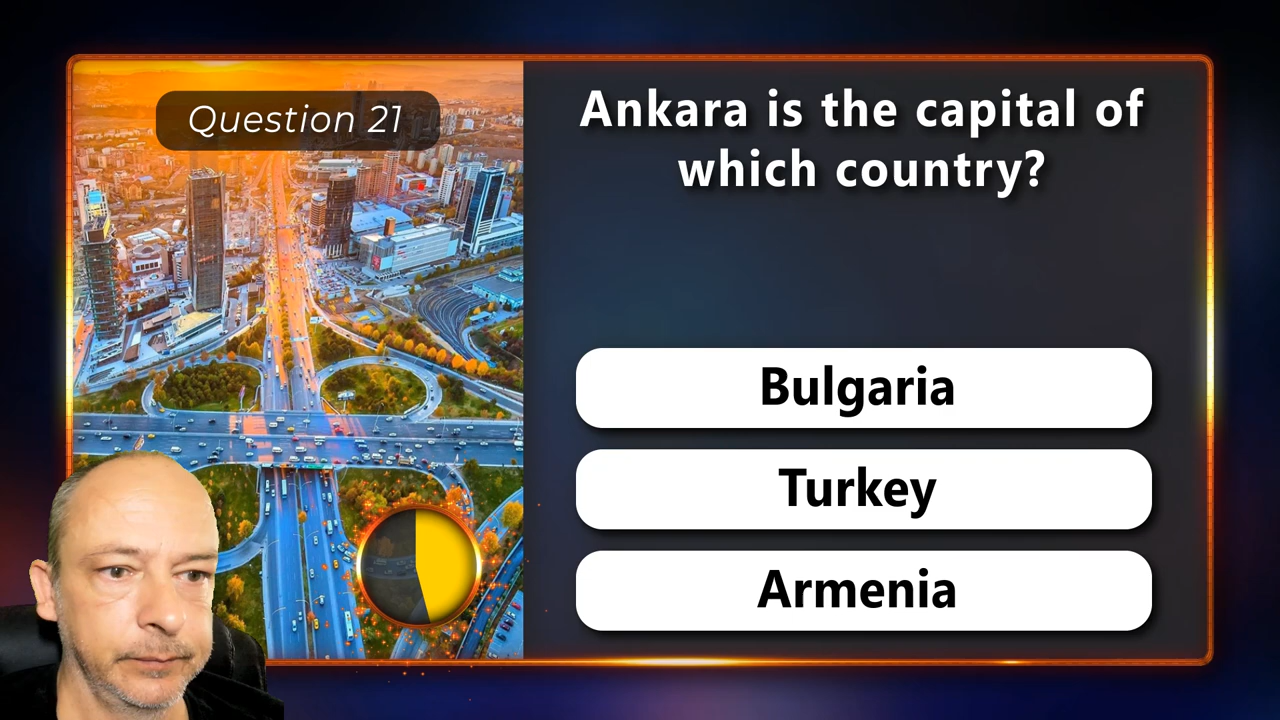 Question 21
Ankara is the capital of
which country?
Bulgaria
Turkey
Armenia